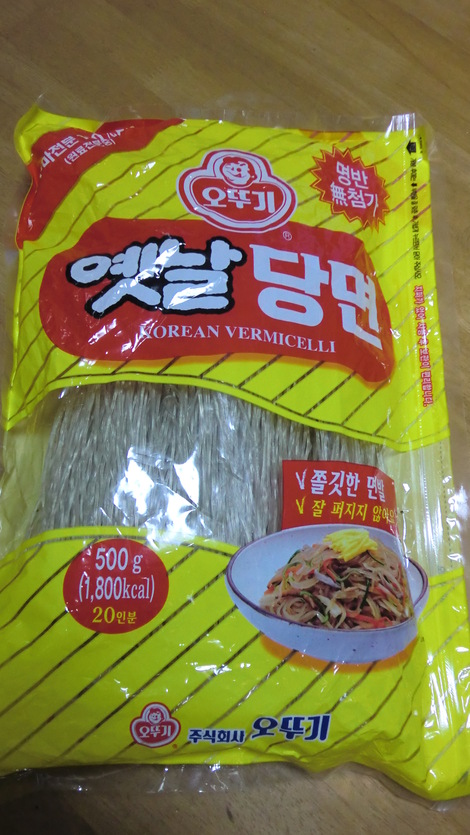 오뚜기
명반
無첨가
옛날 당면
®
KOREAN VERMICELLI
✓ 쫄깃한 면발
✓ 잘 퍼지지 않아요
500g
(1,800kcal)
20인분
오뚜기
주식회사 오뚜기